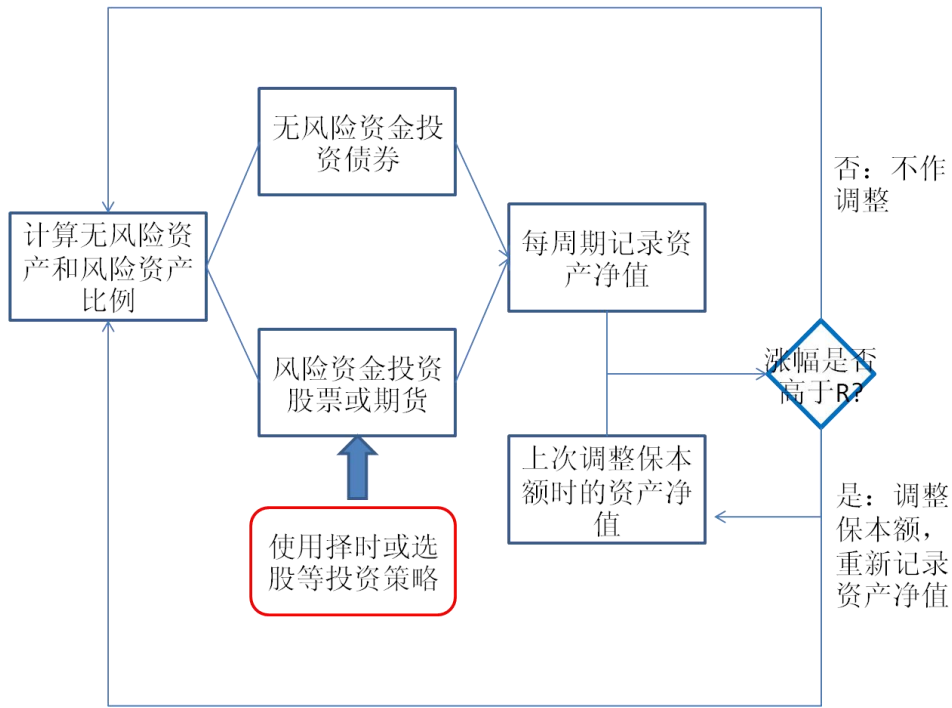 无风险资金投
资债券
否：不作
调整
计算无风险资
产和风险资产
比例
每周期记录资
产净值
风险资金投资
股票或期货
涨幅是否
高于R?
上次调整保本
额时的资产净
值
是：调整
保本额，
重新记录
资产净值
使用择时或选
股等投资策略